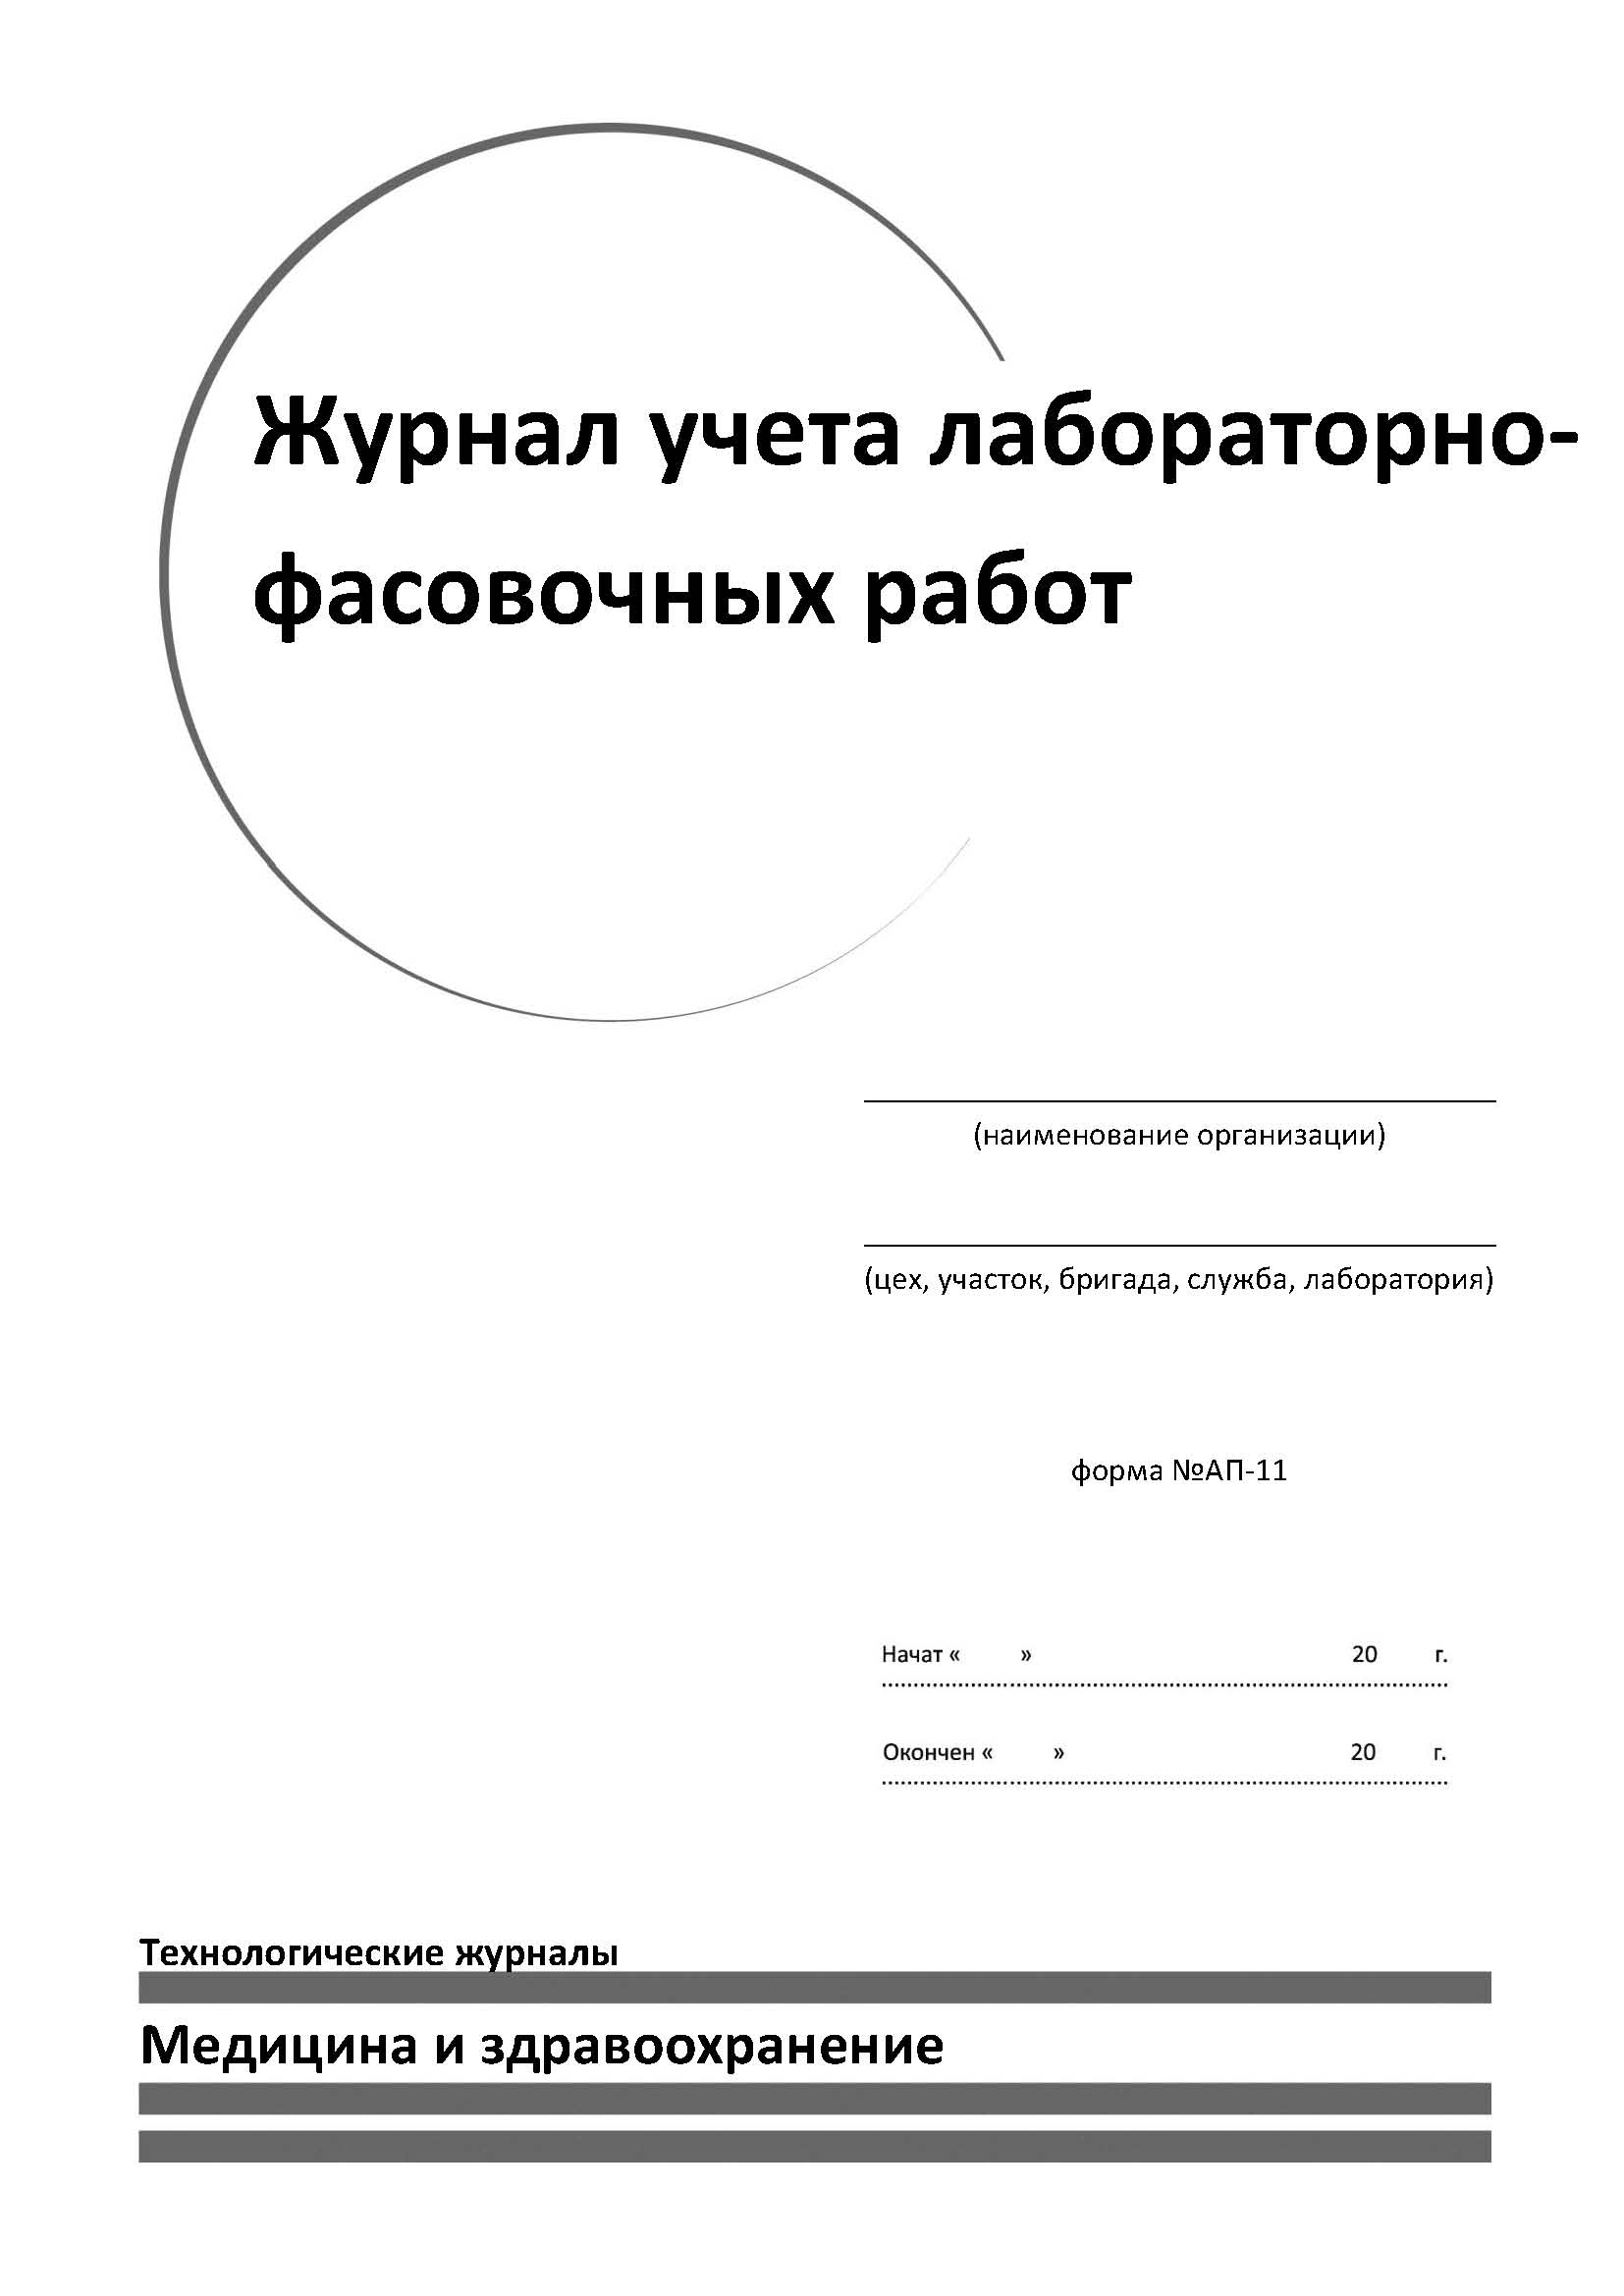 Журнал учета лабораторно-
фасовочных работ
(наименование организации)
(цех, участок, бригада, служба, лаборатория)
форма №АП-11
Начат « » 20 г.
Окончен « » 20 г.
Технологические журналы
Медицина и здравоохранение